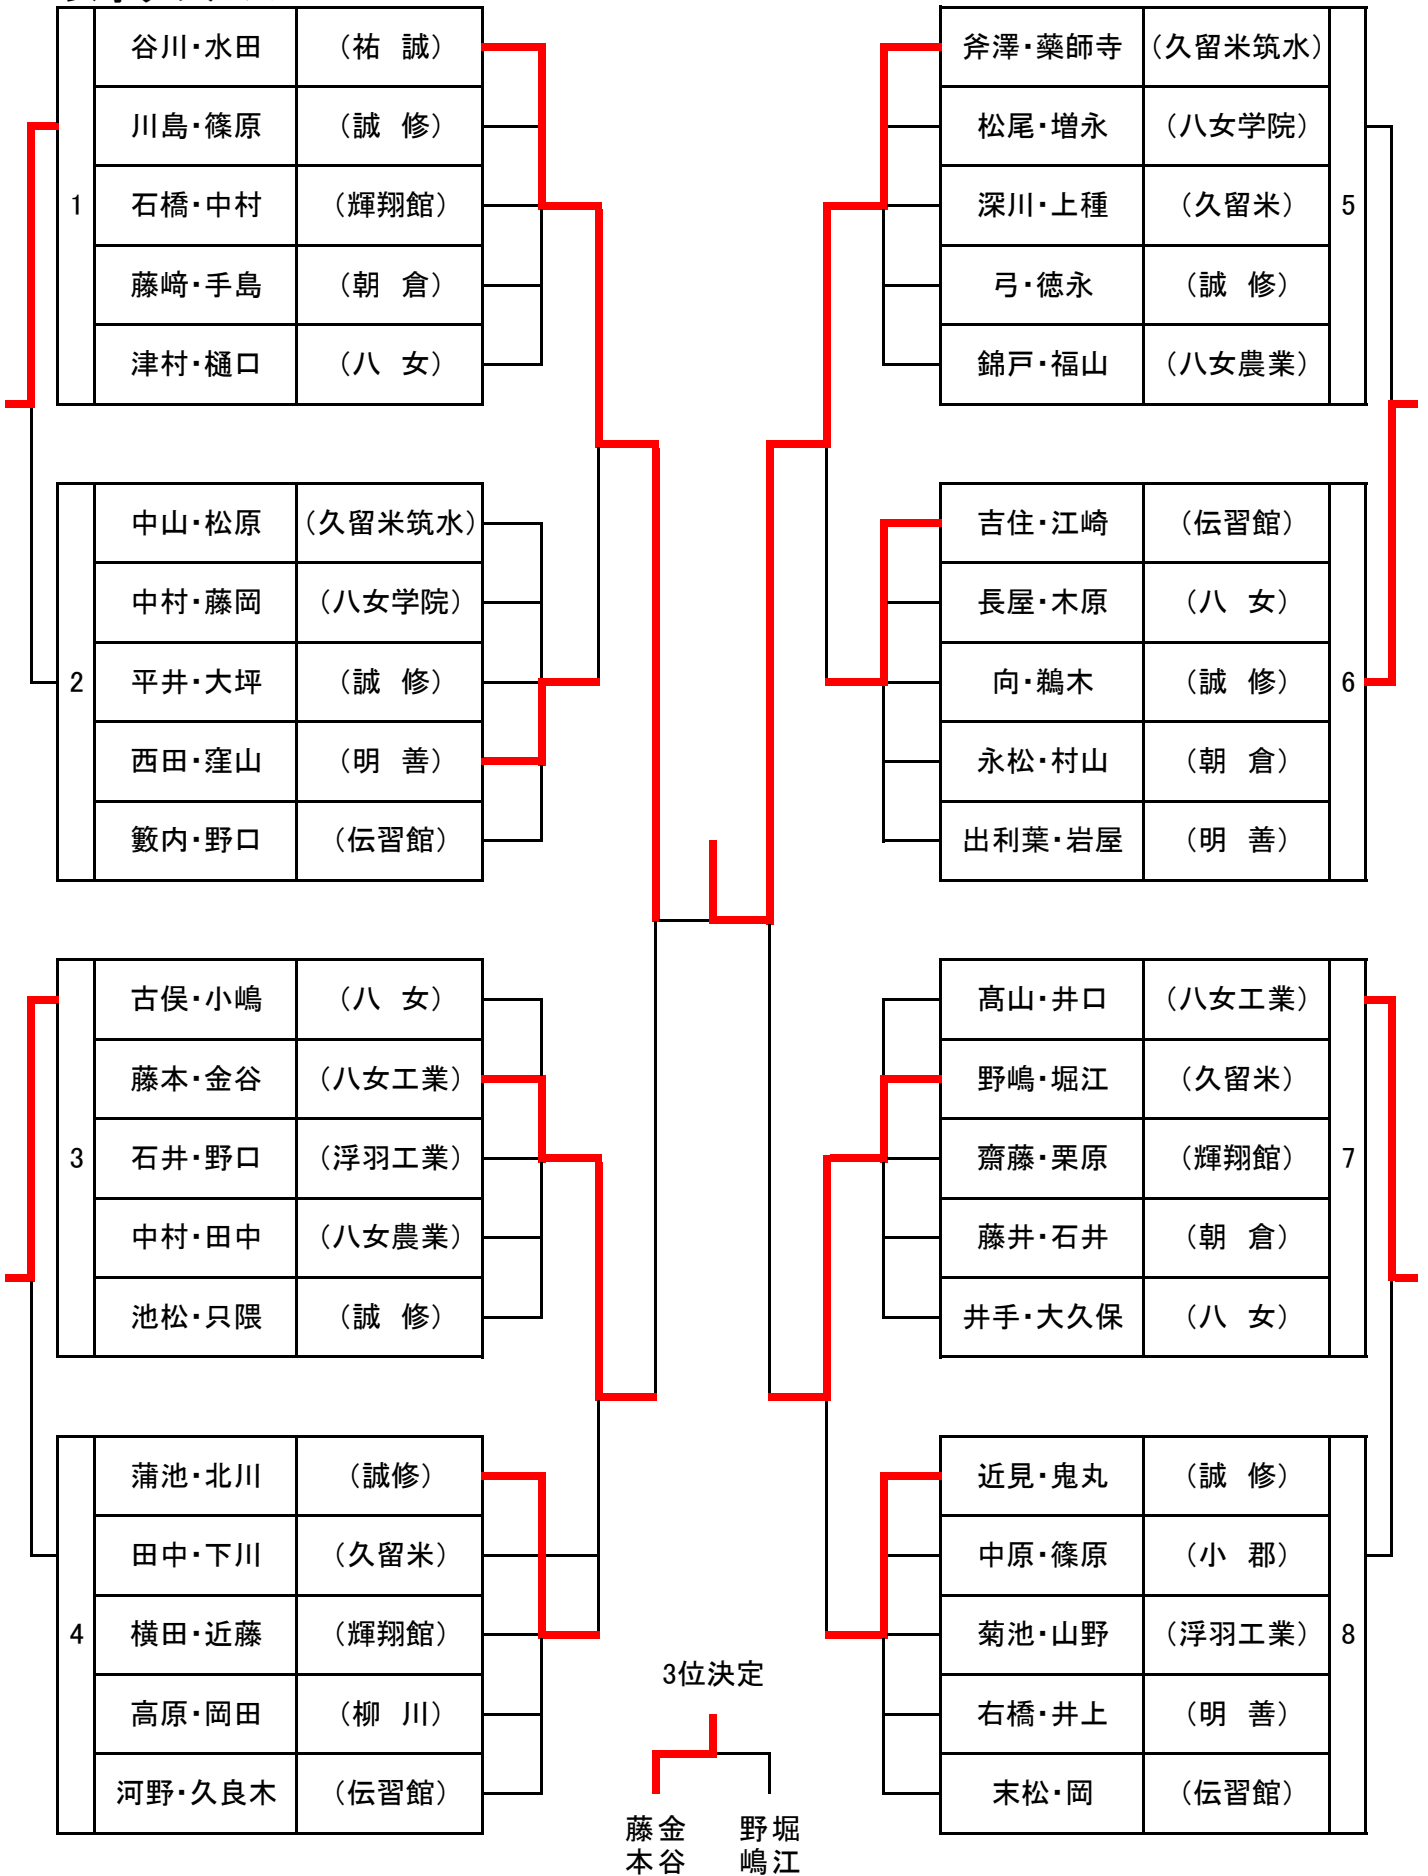 谷川・水田 （祐 誠）
川島・篠原 （誠 修）
1 石橋・中村 （輝翔館）
藤﨑・手島 （朝 倉）
津村・樋口 （八 女）
中山・松原 （久留米筑水）
中村・藤岡 （八女学院）
2 平井・大坪 （誠 修）
西田・窪山 （明 善）
籔内・野口 （伝習館）
古俣・小嶋 （八 女）
藤本・金谷 （八女工業）
3 石井・野口 （浮羽工業）
中村・田中 （八女農業）
池松・只隈 （誠 修）
蒲池・北川 （誠修）
田中・下川 （久留米）
4 横田・近藤 （輝翔館）
高原・岡田 （柳 川）
河野・久良木 （伝習館）
斧澤・藥師寺 （久留米筑水）
松尾・増永 （八女学院）
深川・上種 （久留米） 5
弓・徳永 （誠 修）
錦戸・福山 （八女農業）
吉住・江崎 （伝習館）
長屋・木原 （八 女）
向・鵜木 （誠 修） 6
永松・村山 （朝 倉）
出利葉・岩屋 （明 善）
髙山・井口 （八女工業）
野嶋・堀江 （久留米）
齋藤・栗原 （輝翔館） 7
藤井・石井 （朝 倉）
井手・大久保 （八 女）
近見・鬼丸 （誠 修）
中原・篠原 （小 郡）
菊池・山野 （浮羽工業） 8
右橋・井上 （明 善）
末松・岡 （伝習館）
3位決定
藤本
金谷
野嶋
堀江